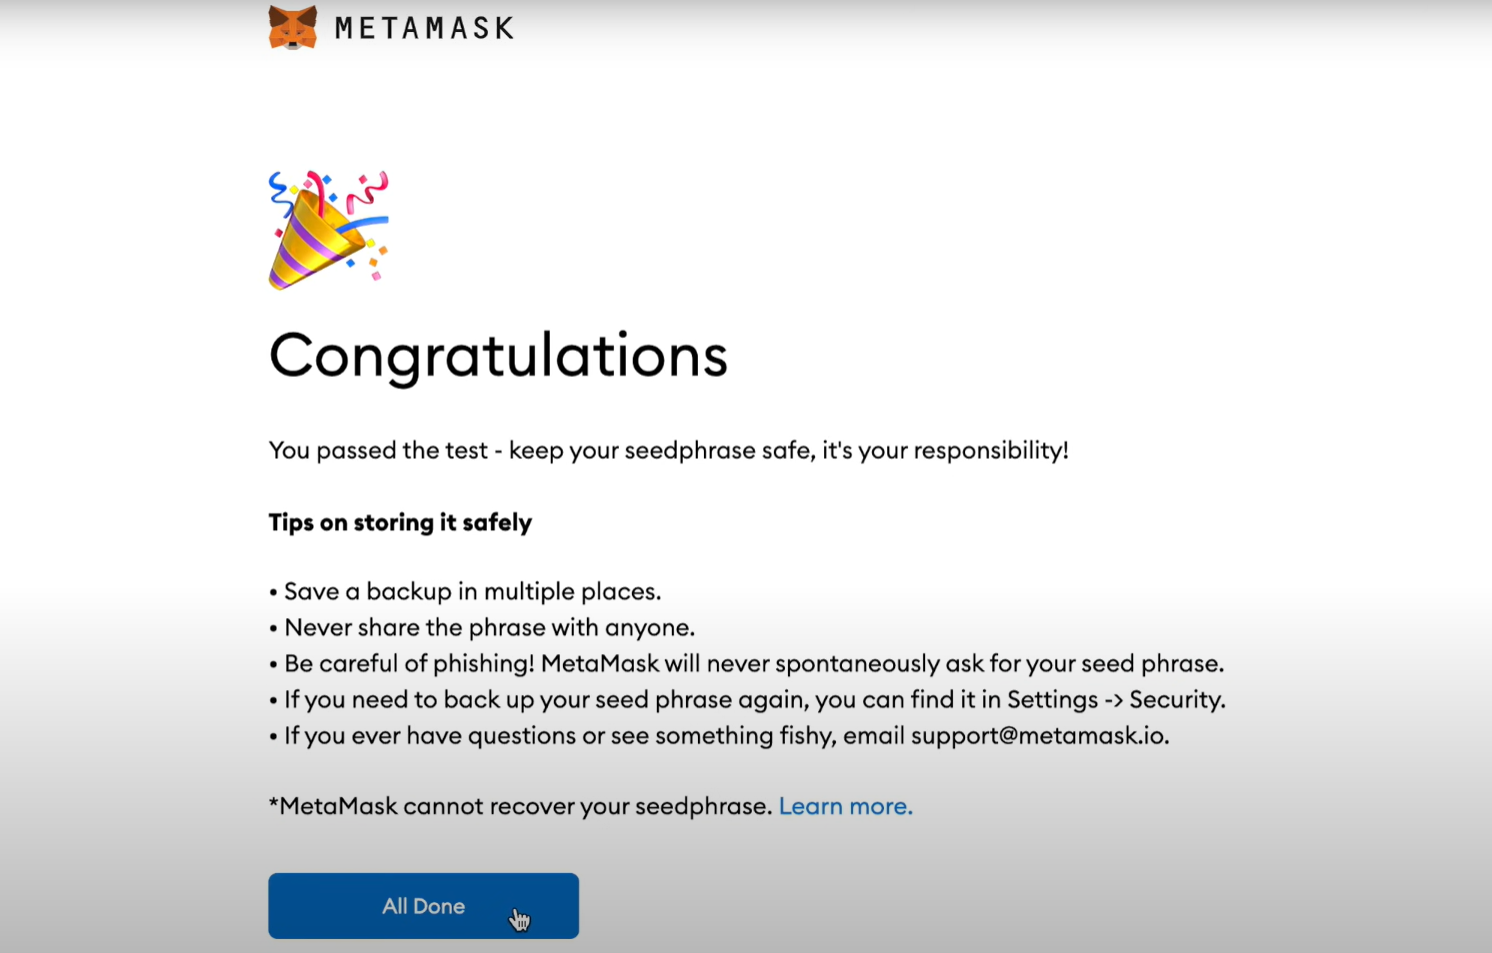 METAMASK
Congratulations
You passed the test - keep your seedphrase safe, it's your responsibility!
Tips on storing it safely
• Save a backup in multiple places.
• Never share the phrase with anyone.
• Be careful of phishing! MetaMask will never spontaneously ask for your seed phrase.
• If you need to back up your seed phrase again, you can find it in Settings -> Security.
• If you ever have questions or see something fishy, email support@metamask.io.
*MetaMask cannot recover your seedphrase. Learn more.
All Done